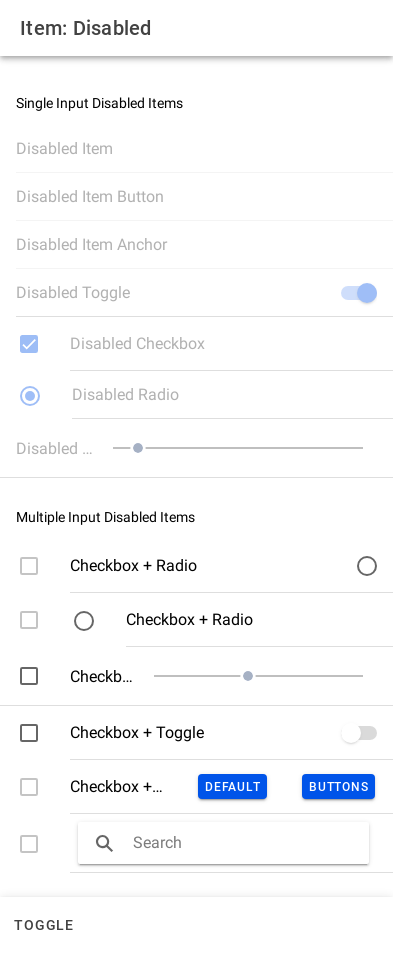 Item: Disabled
Single Input Disabled Items
Disabled Item
Disabled Item Button
Disabled Item Anchor
Disabled Toggle
Disabled Checkbox
Disabled Radio
Disabled ...
Multiple Input Disabled Items
Checkbox + Radio
Checkbox + Radio
Checkb...
Checkbox + Toggle
Checkbox +... DEFAULT BUTTONS
Search
TOGGLE